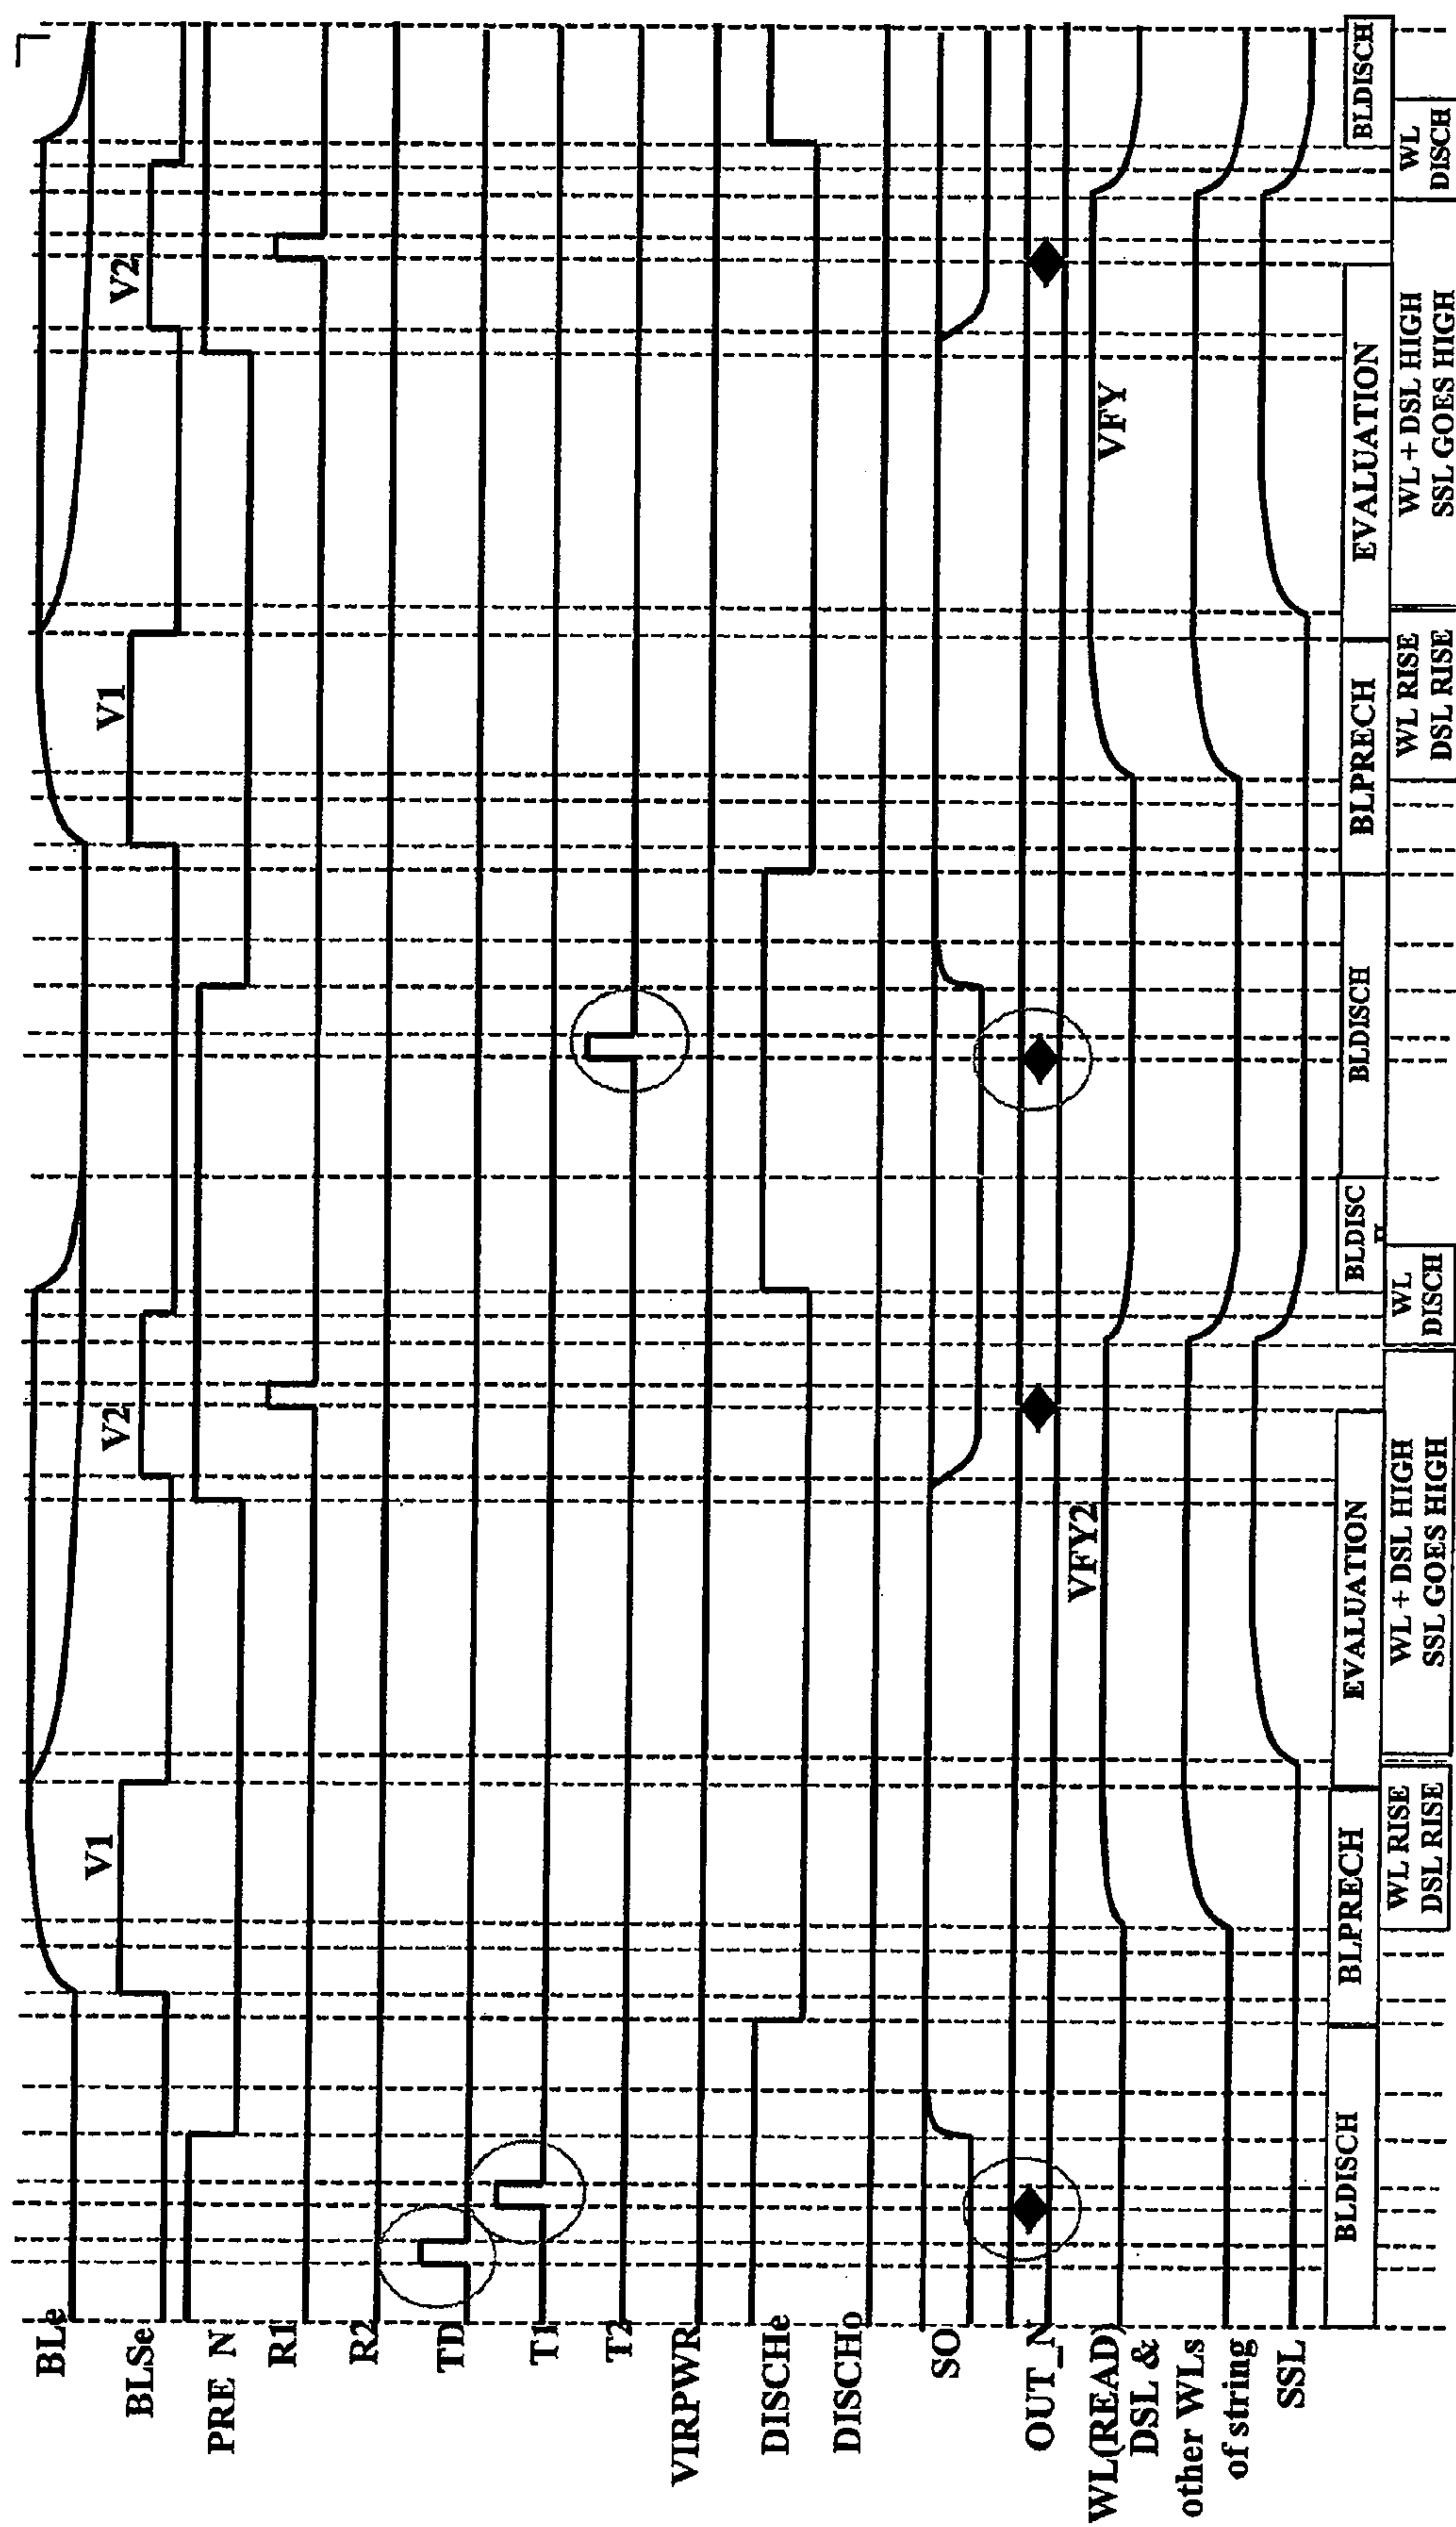 BLe
BLSe
PRE N
R1
R2
TD
T1
T2
VIRPWR
DISCHe
DISCHo
SO
OUT_N
WL(READ)
DSL &
other WLs
of string
SSL
V1
V2
V1
V2
VFY2
VFY
BLDISCH
BLPRECH
EVALUATION
BLDISC
BLDISCH
BLPRECH
EVALUATION
BLDISCH
WL RISE
DSL RISE
WL + DSL HIGH
SSL GOES HIGH
WL
DISCH
WL RISE
DSL RISE
WL + DSL HIGH
SSL GOES HIGH
WL
DISCH